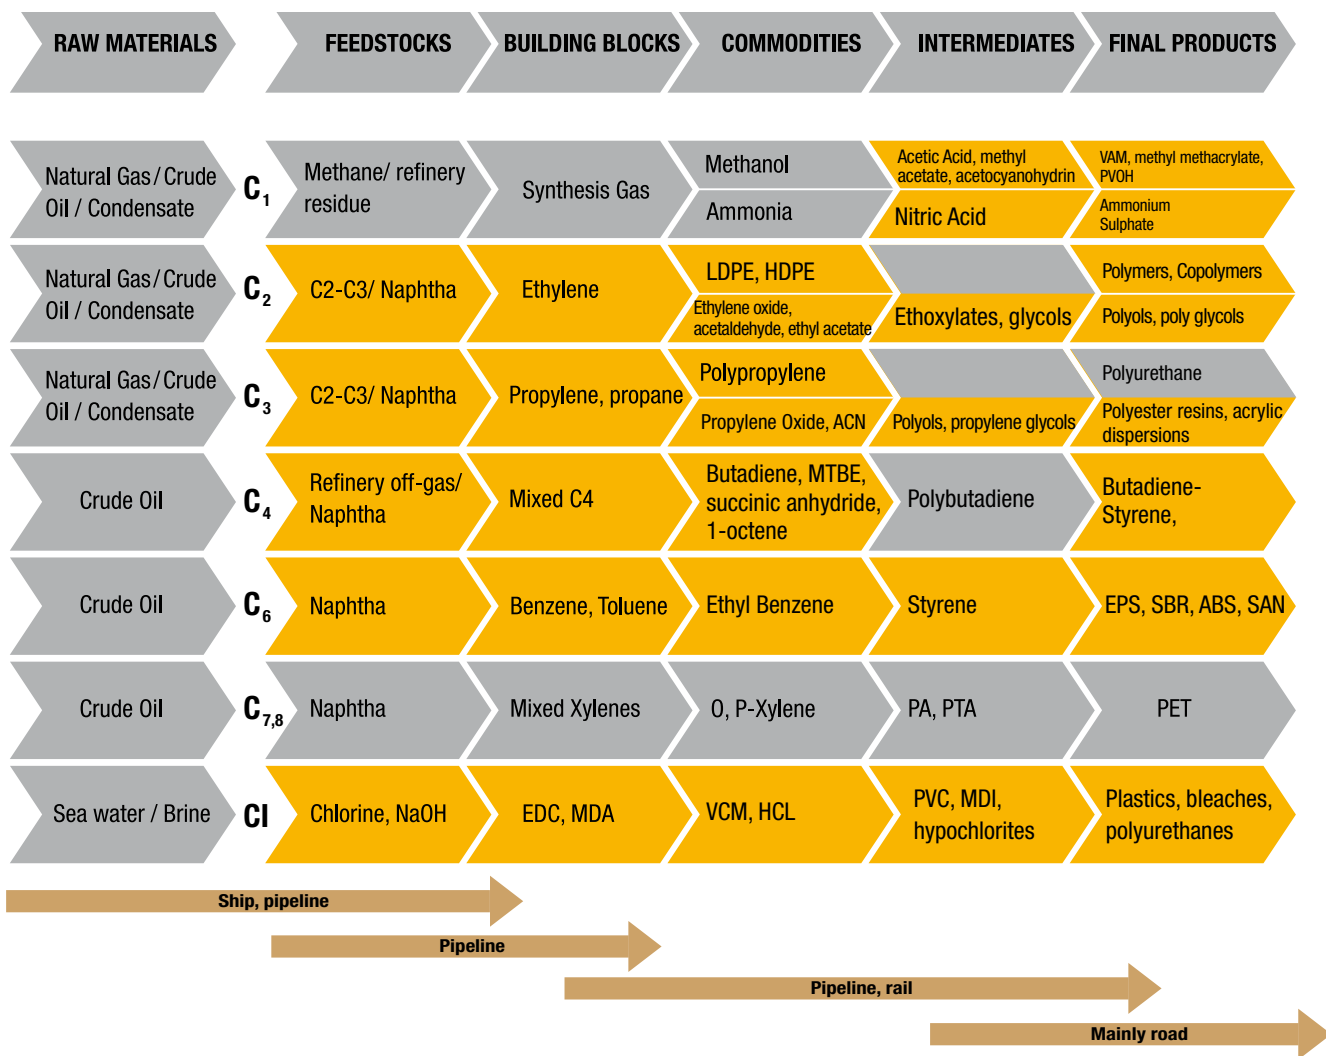 RAW MATERIALS
FEEDSTOCKS
BUILDING BLOCKS
COMMODITIES
INTERMEDIATES
FINAL PRODUCTS
Natural Gas/Crude
Oil / Condensate
C1
Methane/ refinery
residue
Synthesis Gas
Methanol
Ammonia
Acetic Acid, methyl
acetate, acetocyanohydrin
Nitric Acid
VAM, methyl methacrylate,
PVOH
Ammonium
Sulphate
Natural Gas/Crude
Oil / Condensate
C2
C2-C3/ Naphtha
Ethylene
LDPE, HDPE
Ethylene oxide,
acetaldehyde, ethyl acetate
Ethoxylates, glycols
Polymers, Copolymers
Polyols, poly glycols
Natural Gas/Crude
Oil / Condensate
C3
C2-C3/ Naphtha
Propylene, propane
Polypropylene
Propylene Oxide, ACN
Polyols, propylene glycols
Polyurethane
Polyester resins, acrylic
dispersions
Crude Oil
C4
Refinery off-gas/
Naphtha
Mixed C4
Butadiene, MTBE,
succinic anhydride,
1-octene
Polybutadiene
Butadiene-
Styrene,
Crude Oil
C6
Naphtha
Benzene, Toluene
Ethyl Benzene
Styrene
EPS, SBR, ABS, SAN
Crude Oil
C7,8
Naphtha
Mixed Xylenes
O, P-Xylene
PA, PTA
PET
Sea water / Brine
Cl
Chlorine, NaOH
EDC, MDA
VCM, HCL
PVC, MDI,
hypochlorites
Plastics, bleaches,
polyurethanes
Ship, pipeline
Pipeline
Pipeline, rail
Mainly road